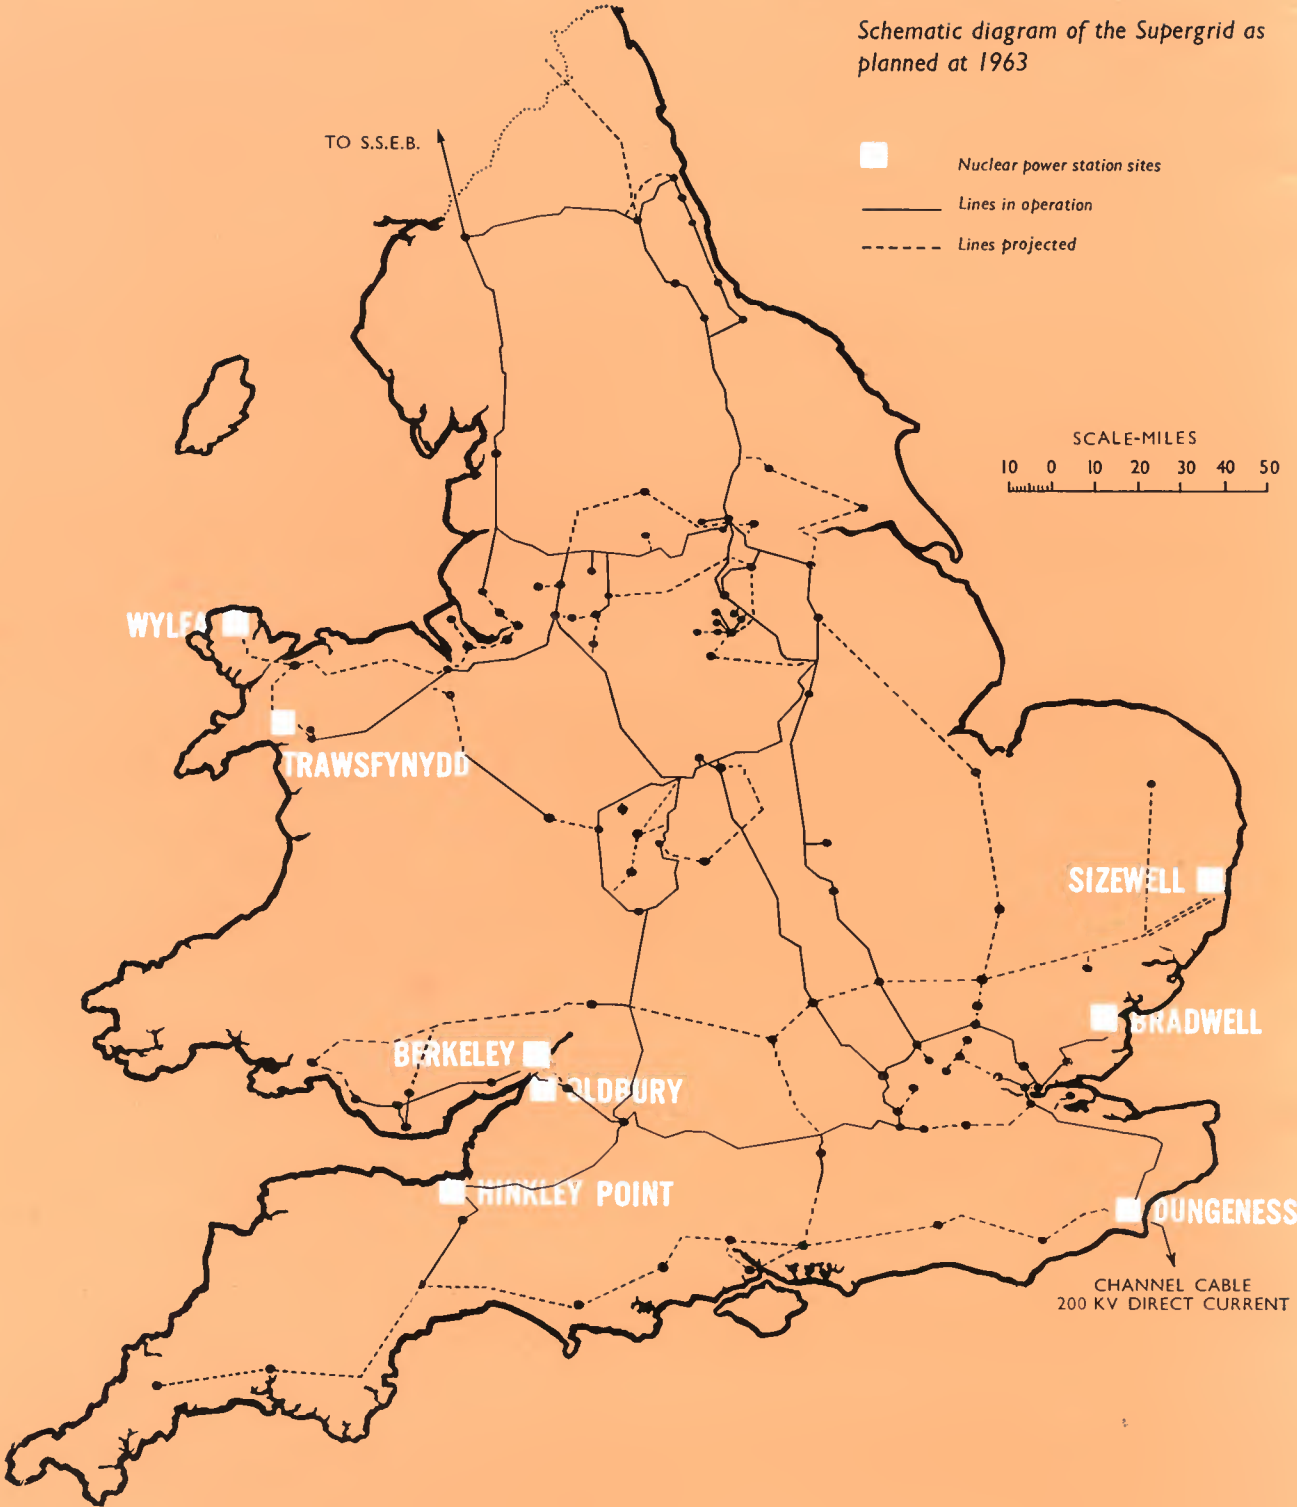 Schematic diagram of the Supergrid as
planned at 1963
TO S.S.E.B.
Nuclear power station sites
Lines in operation
Lines projected
SCALE-MILES
10 0 10 20 30 40 50
WYLFA
TRAWSFYNYDD
SIZEWELL
BRADWELL
BERKELEY
OLDBURY
HINKLEY POINT
DUNGENESS
CHANNEL CABLE
200 KV DIRECT CURRENT